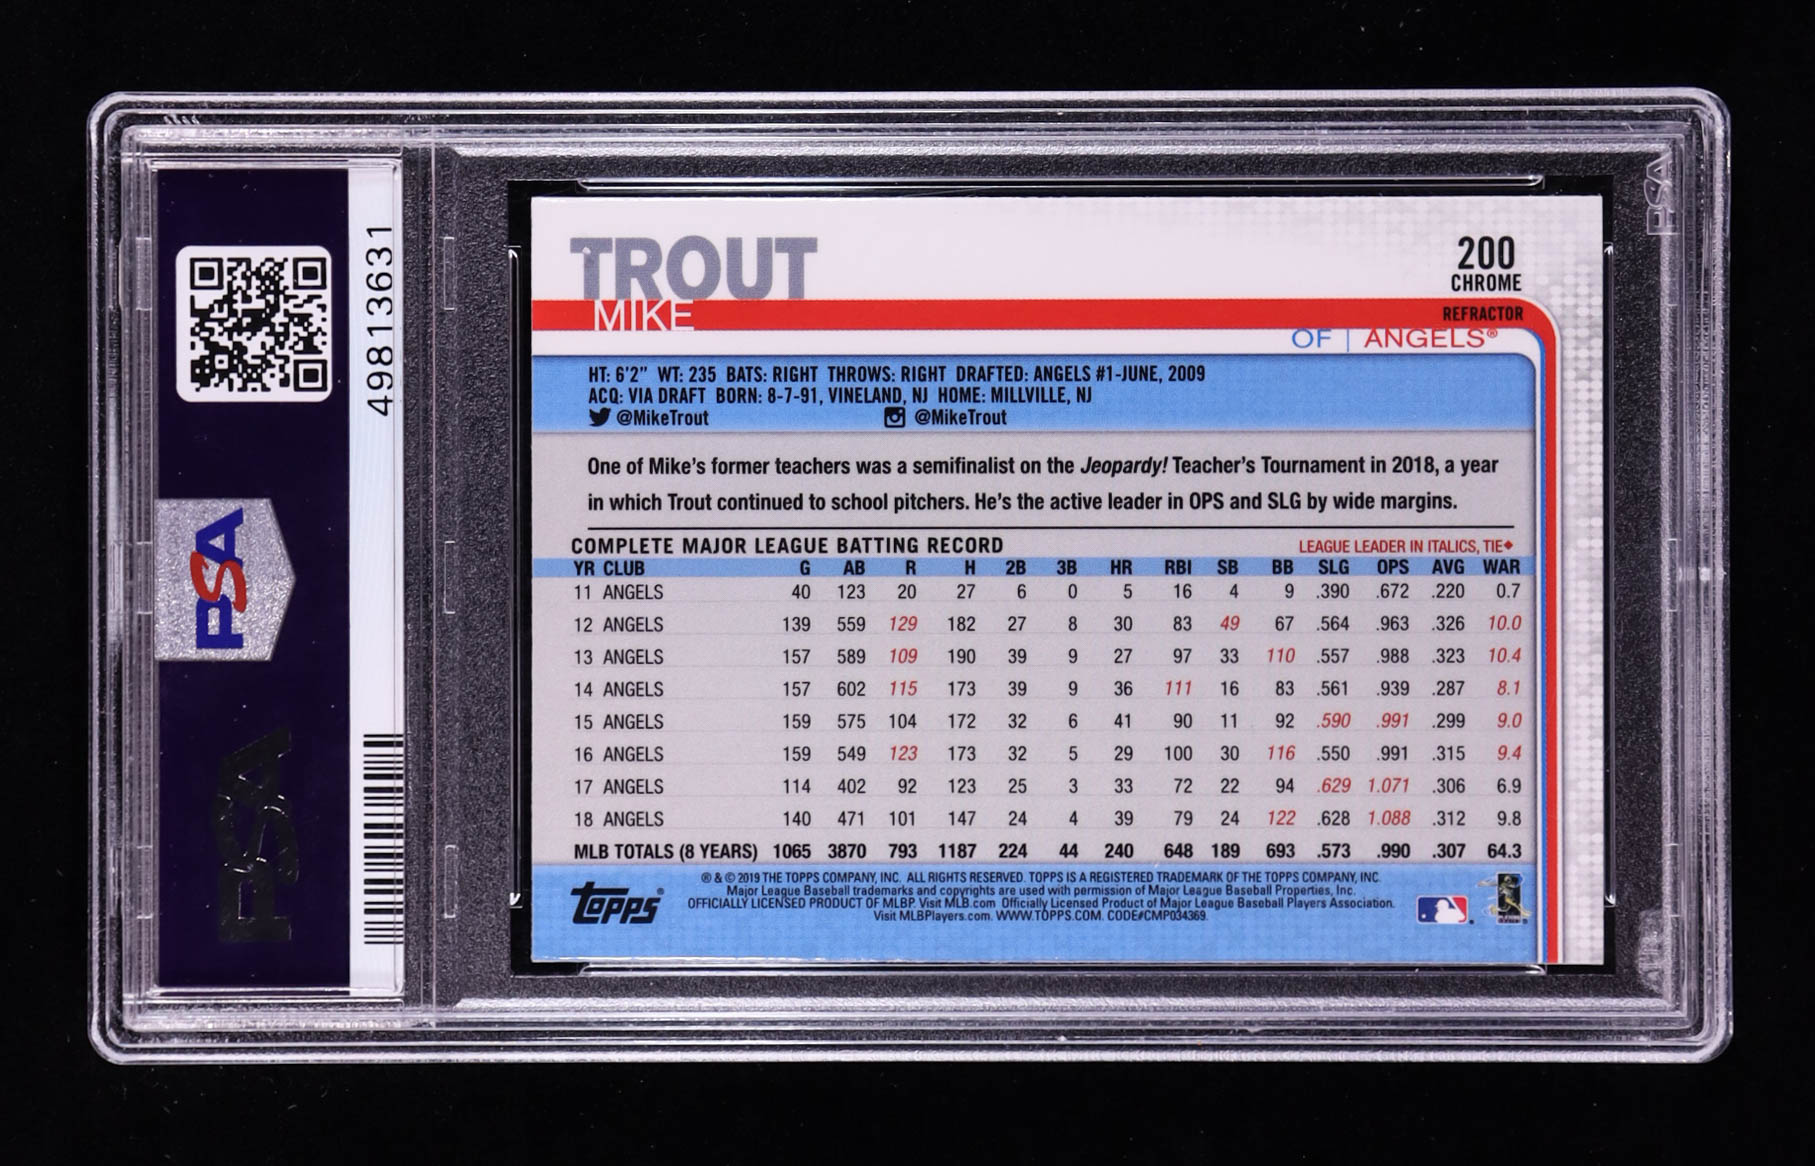 49813631
PSA
PSA
PSA
TROUT
MIKE
200
CHROME
REFRACTOR
OF | ANGELS®
HT: 6'2" WT: 235 BATS: RIGHT THROWS: RIGHT DRAFTED: ANGELS #1-JUNE, 2009
ACQ: VIA DRAFT BORN: 8-7-91, VINELAND, NJ HOME: MILLVILLE, NJ
@MikeTrout @MikeTrout
One of Mike's former teachers was a semifinalist on the Jeopardy! Teacher's Tournament in 2018, a year
in which Trout continued to school pitchers. He's the active leader in OPS and SLG by wide margins.
COMPLETE MAJOR LEAGUE BATTING RECORD LEAGUE LEADER IN ITALICS, TIE◆
YR CLUB G AB R H 2B 3B HR RBI SB BB SLG OPS AVG WAR
11 ANGELS 40 123 20 27 6 0 5 16 4 9 .390 .672 .220 0.7
12 ANGELS 139 559 129 182 27 8 30 83 49 67 .564 .963 .326 10.0
13 ANGELS 157 589 109 190 39 9 27 97 33 110 .557 .988 .323 10.4
14 ANGELS 157 602 115 173 39 9 36 111 16 83 .561 .939 .287 8.1
15 ANGELS 159 575 104 172 32 6 41 90 11 92 .590 .991 .299 9.0
16 ANGELS 159 549 123 173 32 5 29 100 30 116 .550 .991 .315 9.4
17 ANGELS 114 402 92 123 25 3 33 72 22 94 .629 1.071 .306 6.9
18 ANGELS 140 471 101 147 24 4 39 79 24 122 .628 1.088 .312 9.8
MLB TOTALS (8 YEARS) 1065 3870 793 1187 224 44 240 648 189 693 .573 .990 .307 64.3
Topps®
® & © 2019 THE TOPPS COMPANY, INC. ALL RIGHTS RESERVED. TOPPS IS A REGISTERED TRADEMARK OF THE TOPPS COMPANY, INC.
Major League Baseball trademarks and copyrights are used with permission of Major League Baseball Properties, Inc.
OFFICIALLY LICENSED PRODUCT OF MLBP. Visit MLB.com Officially Licensed Product of Major League Baseball Players Association.
Visit MLBPlayers.com. WWW.TOPPS.COM. CODE#CMP034369.